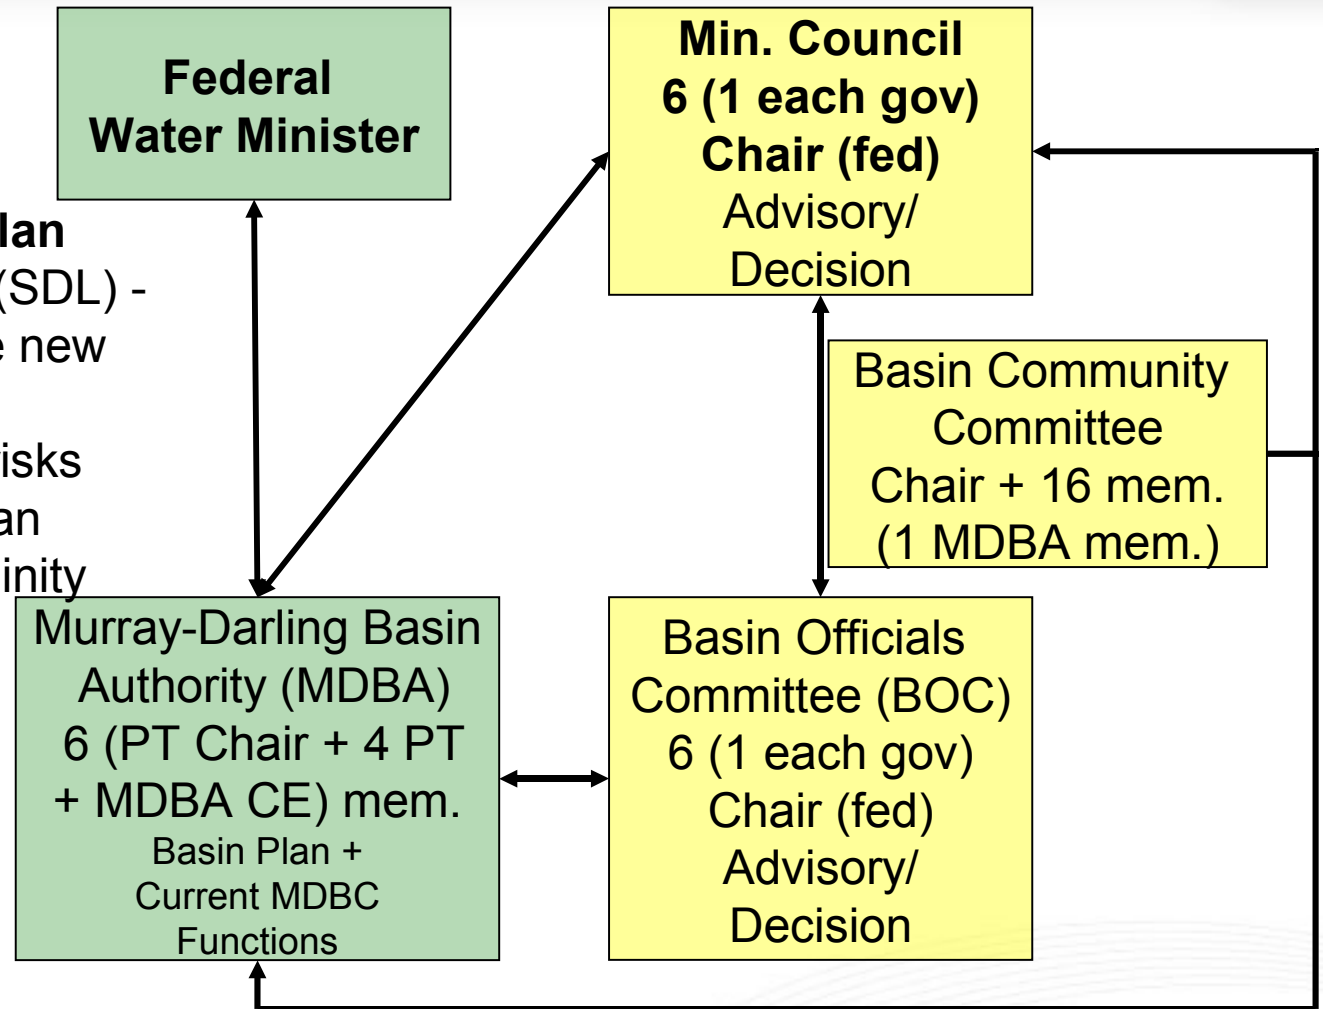 Federal
Water Minister
Min. Council
6 (1 each gov)
Chair (fed)
Advisory/
Decision
lan
(SDL) -
e new
risks
an
inity
Basin Community
Committee
Chair + 16 mem.
(1 MDBA mem.)
Murray-Darling Basin
Authority (MDBA)
6 (PT Chair + 4 PT
+ MDBA CE) mem.
Basin Plan +
Current MDBC
Functions
Basin Officials
Committee (BOC)
6 (1 each gov)
Chair (fed)
Advisory/
Decision